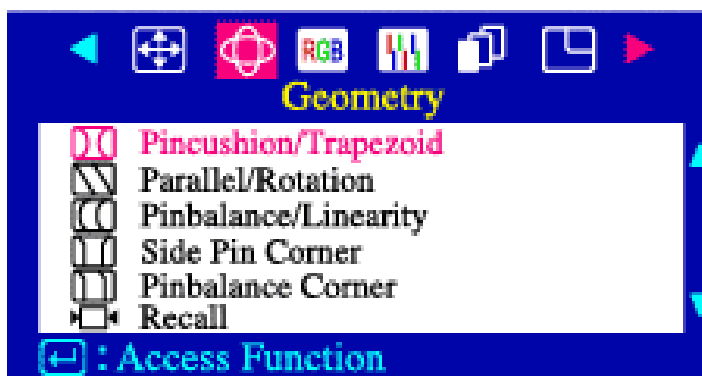 RGB
Geometry
Pincushion/Trapezoid
Parallel/Rotation
Pinbalance/Linearity
Side Pin Corner
Pinbalance Corner
Recall
: Access Function